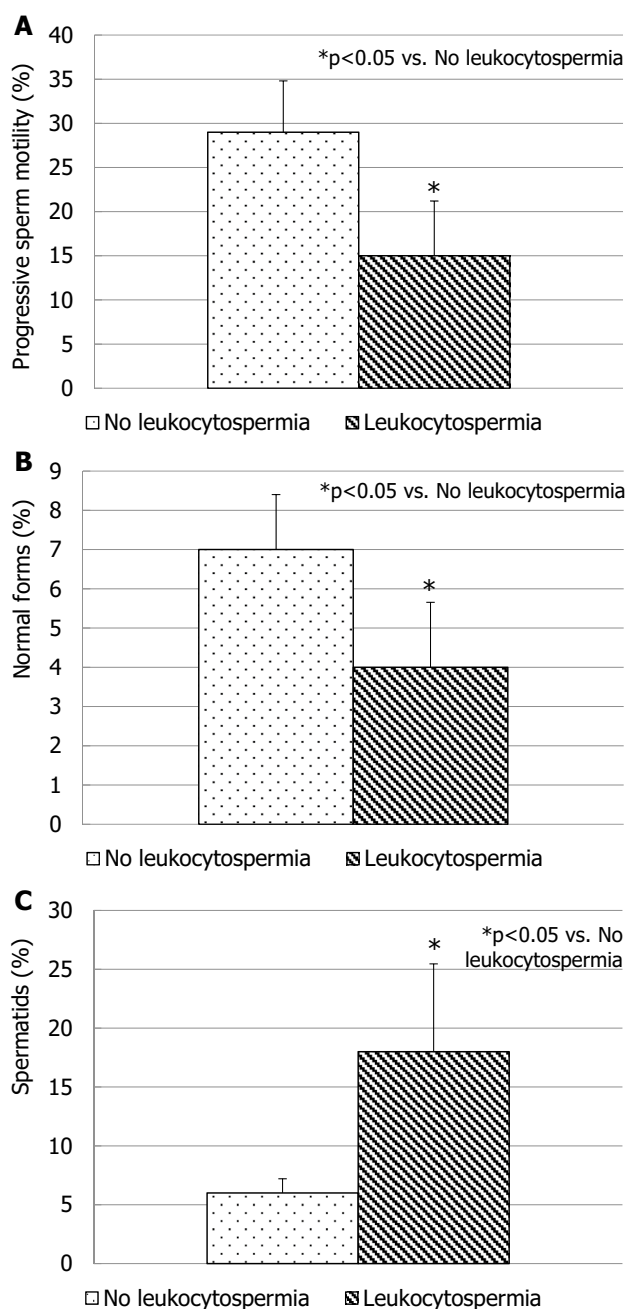 A
Progressive sperm motility (%)
40
35
30
25
20
15
10
5
0
*p<0.05 vs. No leukocytospermia
*
No leukocytospermia Leukocytospermia
B
Normal forms (%)
9
8
7
6
5
4
3
2
1
0
*p<0.05 vs. No leukocytospermia
*
No leukocytospermia Leukocytospermia
C
Spermatids (%)
30
25
20
15
10
5
0
*
*p<0.05 vs. No
leukocytospermia
No leukocytospermia Leukocytospermia